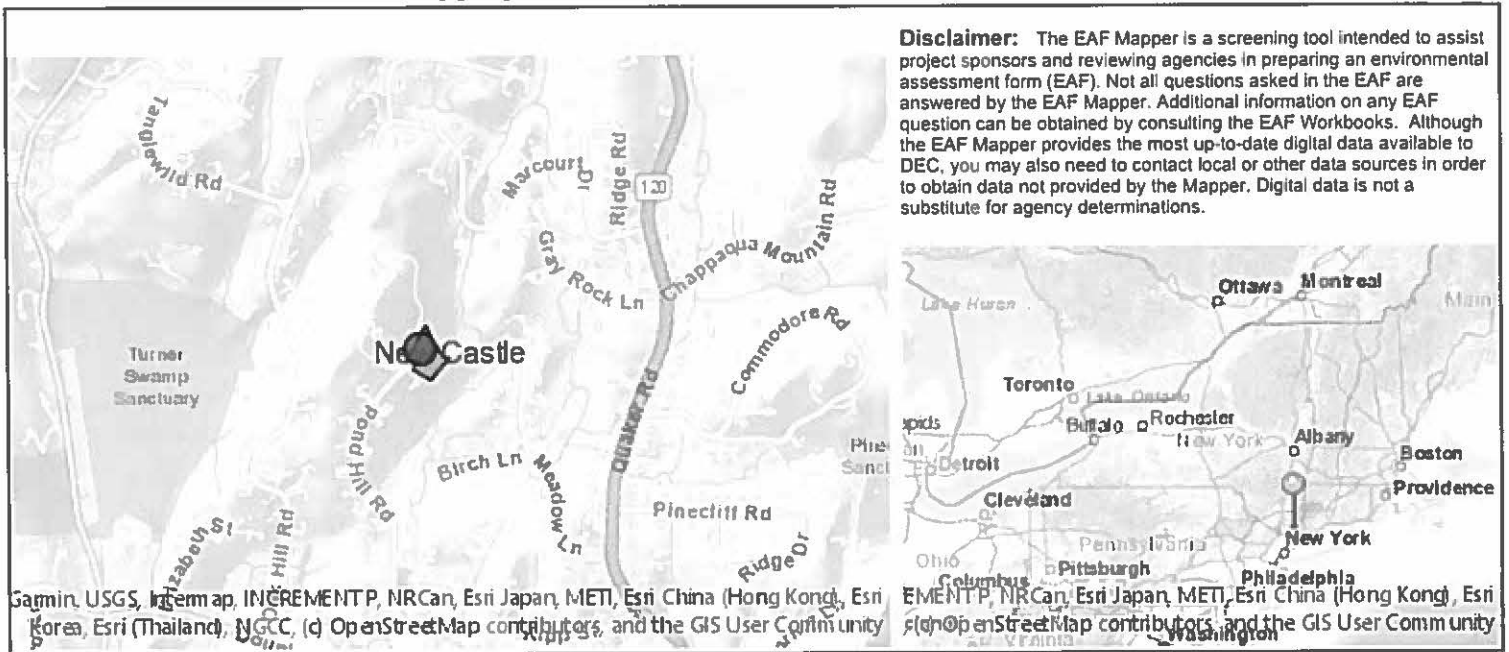 Disclaimer: The EAF Mapper is a screening tool intended to assist
project sponsors and reviewing agencies in preparing an environmental
assessment form (EAF). Not all questions asked in the EAF are
answered by the EAF Mapper. Additional information on any EAF
question can be obtained by consulting the EAF Workbooks. Although
the EAF Mapper provides the most up-to-date digital data available to
DEC, you may also need to contact local or other data sources in order
to obtain data not provided by the Mapper. Digital data is not a
substitute for agency determinations.
Tanglewild Rd
Marcourt Dr
Ridge Rd
120
Chappaqua Mountain Rd
Gray Rock Ln
Commodore Rd
Turner
Swamp
Sanctuary
Castle
Quaker Rd
Pond Hill Rd
Birch Ln
Meadow Ln
Pinecliff Rd
Elizabeth St
Hill Rd
Ridge Dr
Garmin, USGS, Intermap, INCREMENT P, NRCan, Esri Japan, METI, Esri China (Hong Kong), Esri
Korea, Esri (Thailand), NGCC, (c) OpenStreetMap contributors, and the GIS User Community
Ottawa
Montreal
Main
Lake Huron
Toronto
Lake Ontario
apids
Buffalo
Rochester
New York
Albany
Detroit
Boston
Providence
Cleveland
New York
Pennsylvania
Ohio
Pittsburgh
Columbus
Philadelphia
EMENT P, NRCan, Esri Japan, METI, Esri China (Hong Kong), Esri
(c) OpenStreetMap contributors, and the GIS User Community
Virginia
Washington